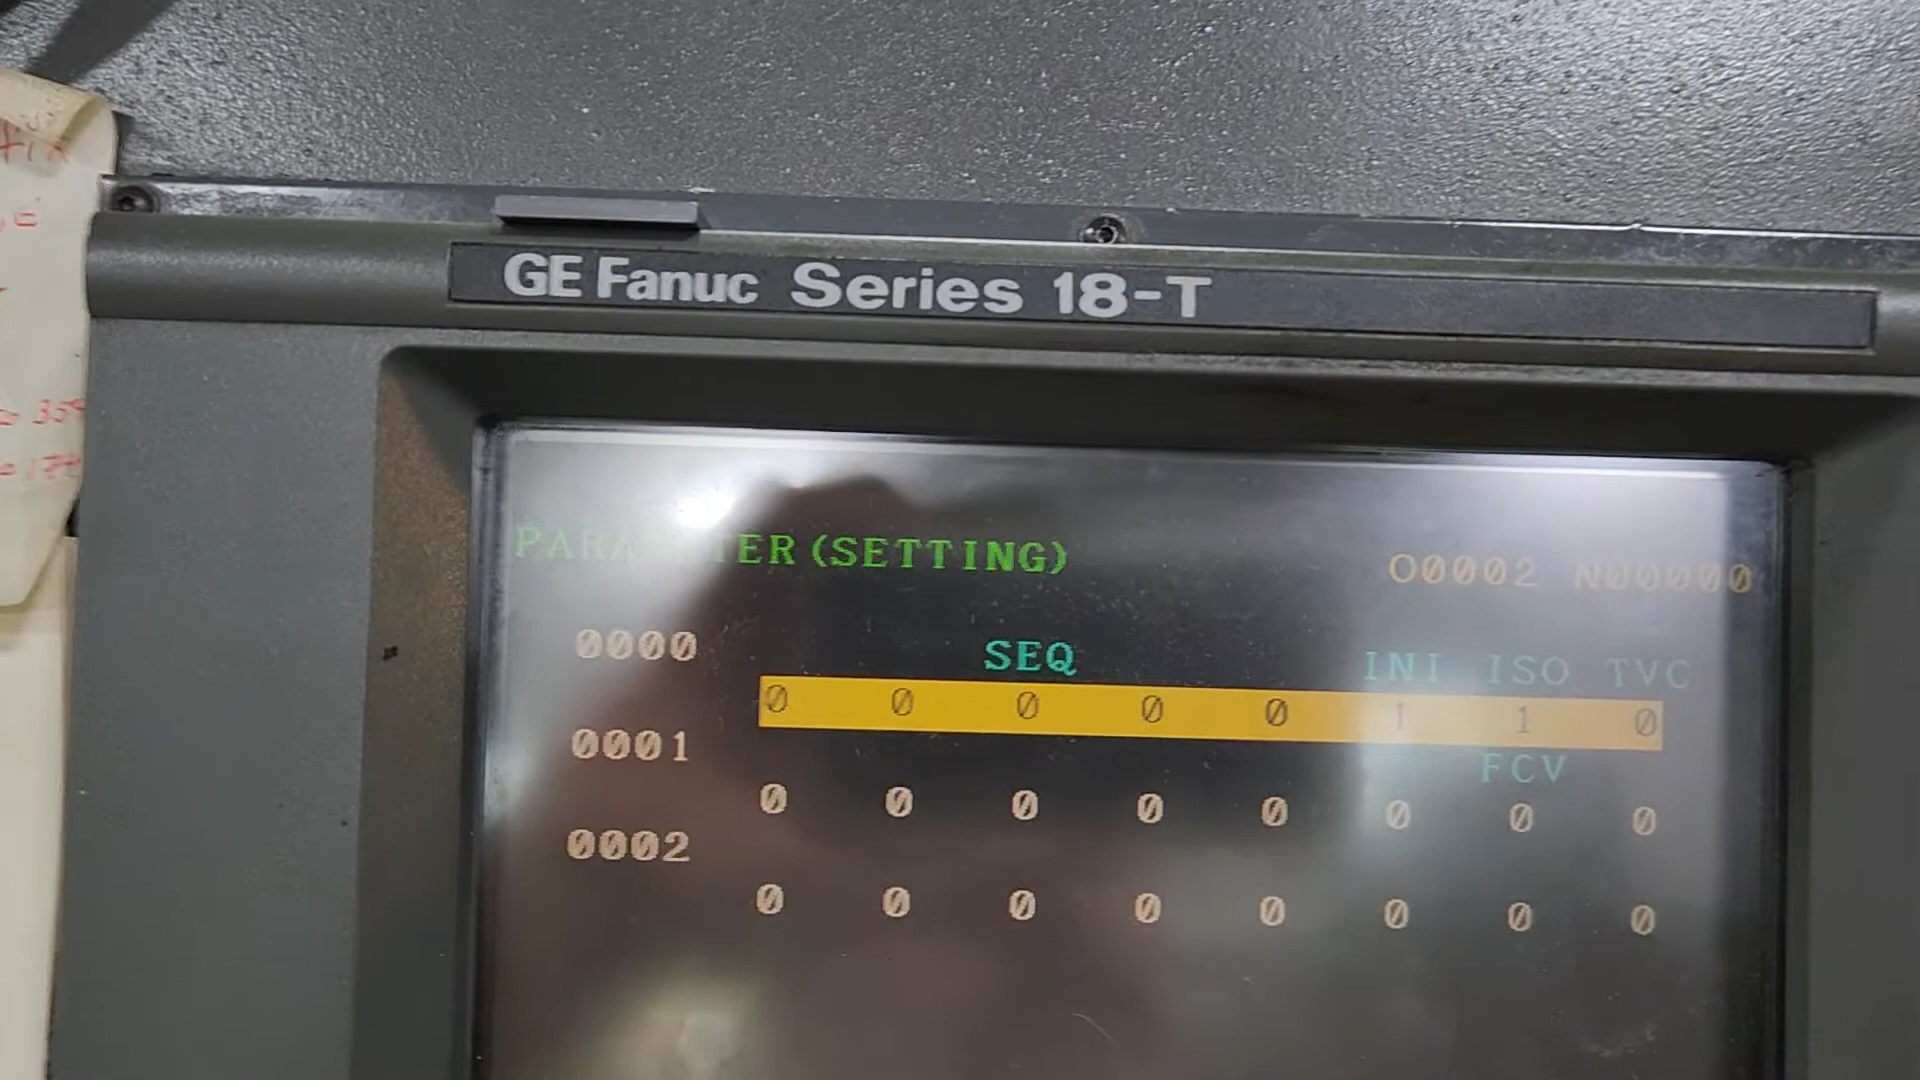 GE Fanuc Series 18-T
PARAMETER (SETTING) O0002 N00000
0000 SEQ INI ISO TVC
0 0 0 0 0 1 1 0
0001 FCV
0 0 0 0 0 0 0 0
0002
0 0 0 0 0 0 0 0